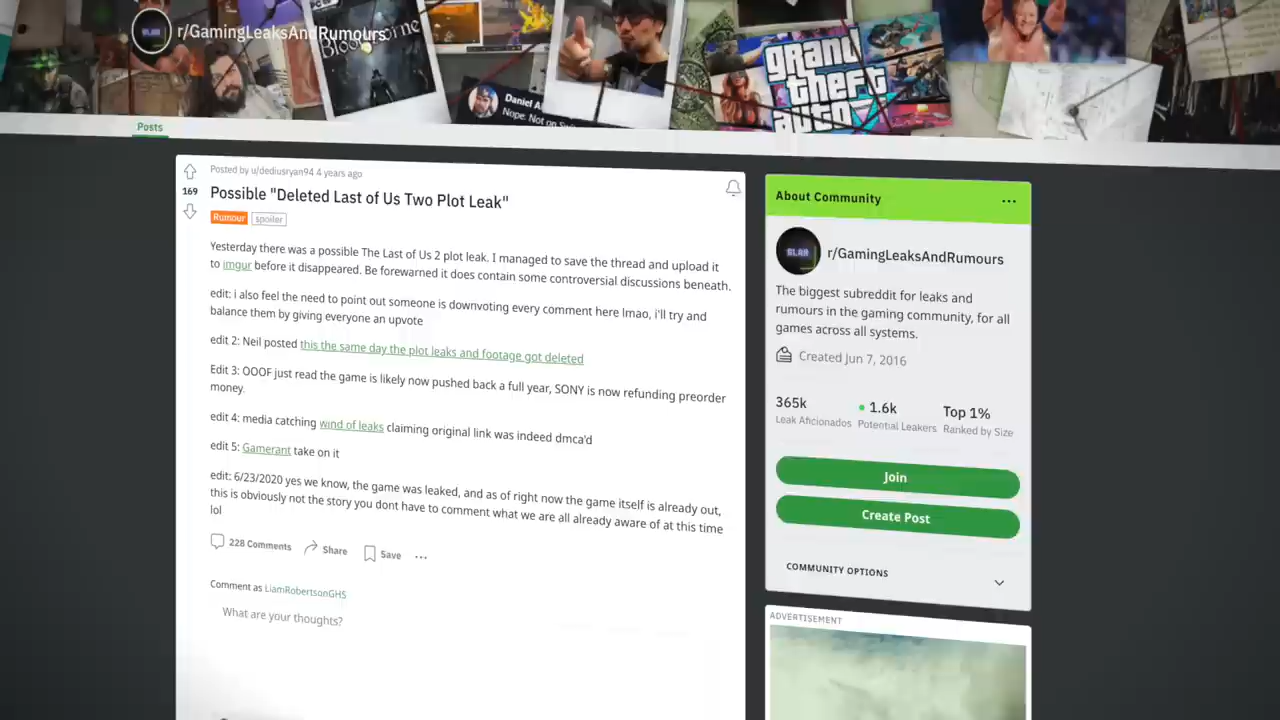 r/GamingLeaksAndRumours
Bloodborne
Daniel A
Nope. Not on
grand
theft
auto
Posts
Posted by u/dediusryan94 4 years ago
169
Possible "Deleted Last of Us Two Plot Leak"
Rumour spoiler
Yesterday there was a possible The Last of Us 2 plot leak. I managed to save the thread and upload it
to imgur before it disappeared. Be forewarned it does contain some controversial discussions beneath.
edit: i also feel the need to point out someone is downvoting every comment here lmao, i'll try and
balance them by giving everyone an upvote
edit 2: Neil posted this the same day the plot leaks and footage got deleted
Edit 3: OOOF just read the game is likely now pushed back a full year, SONY is now refunding preorder
money.
edit 4: media catching wind of leaks claiming original link was indeed dmca'd
edit 5: Gamerant take on it
edit: 6/23/2020 yes we know, the game was leaked, and as of right now the game itself is already out,
this is obviously not the story you dont have to comment what we are all already aware of at this time
lol
228 Comments Share Save ...
Comment as LiamRobertsonGHS
What are your thoughts?
About Community ...
BLAR
r/GamingLeaksAndRumours
The biggest subreddit for leaks and
rumours in the gaming community, for all
games across all systems.
Created Jun 7, 2016
365k 1.6k Top 1%
Leak Aficionados Potential Leakers Ranked by Size
Join
Create Post
COMMUNITY OPTIONS
ADVERTISEMENT